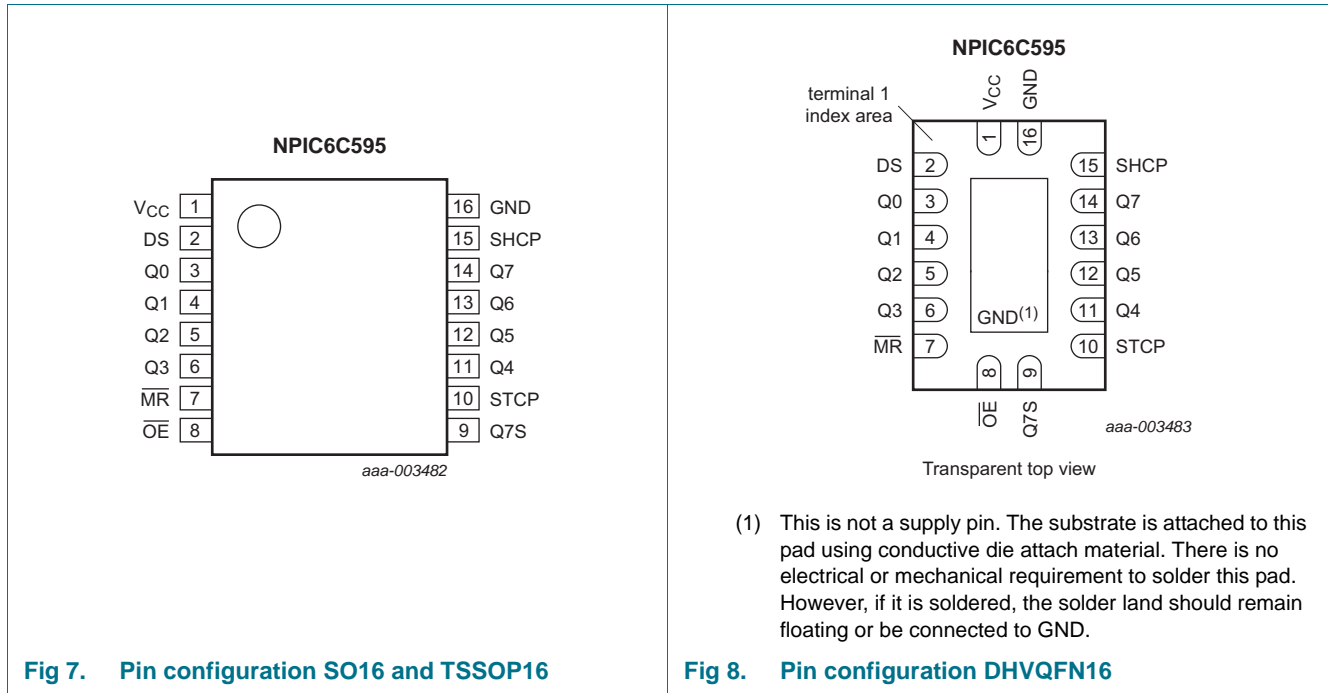 NPIC6C595
VCC 1
DS 2
Q0 3
Q1 4
Q2 5
Q3 6
M̅R̅ 7
O̅E̅ 8
16 GND
15 SHCP
14 Q7
13 Q6
12 Q5
11 Q4
10 STCP
9 Q7S
aaa-003482
Fig 7. Pin configuration SO16 and TSSOP16
NPIC6C595
terminal 1
index area
VCC
GND
1
16
DS 2
Q0 3
Q1 4
Q2 5
Q3 6
M̅R̅ 7
GND(1)
15 SHCP
14 Q7
13 Q6
12 Q5
11 Q4
10 STCP
8
9
O̅E̅
Q7S
aaa-003483
Transparent top view
(1) This is not a supply pin. The substrate is attached to this
pad using conductive die attach material. There is no
electrical or mechanical requirement to solder this pad.
However, if it is soldered, the solder land should remain
floating or be connected to GND.
Fig 8. Pin configuration DHVQFN16